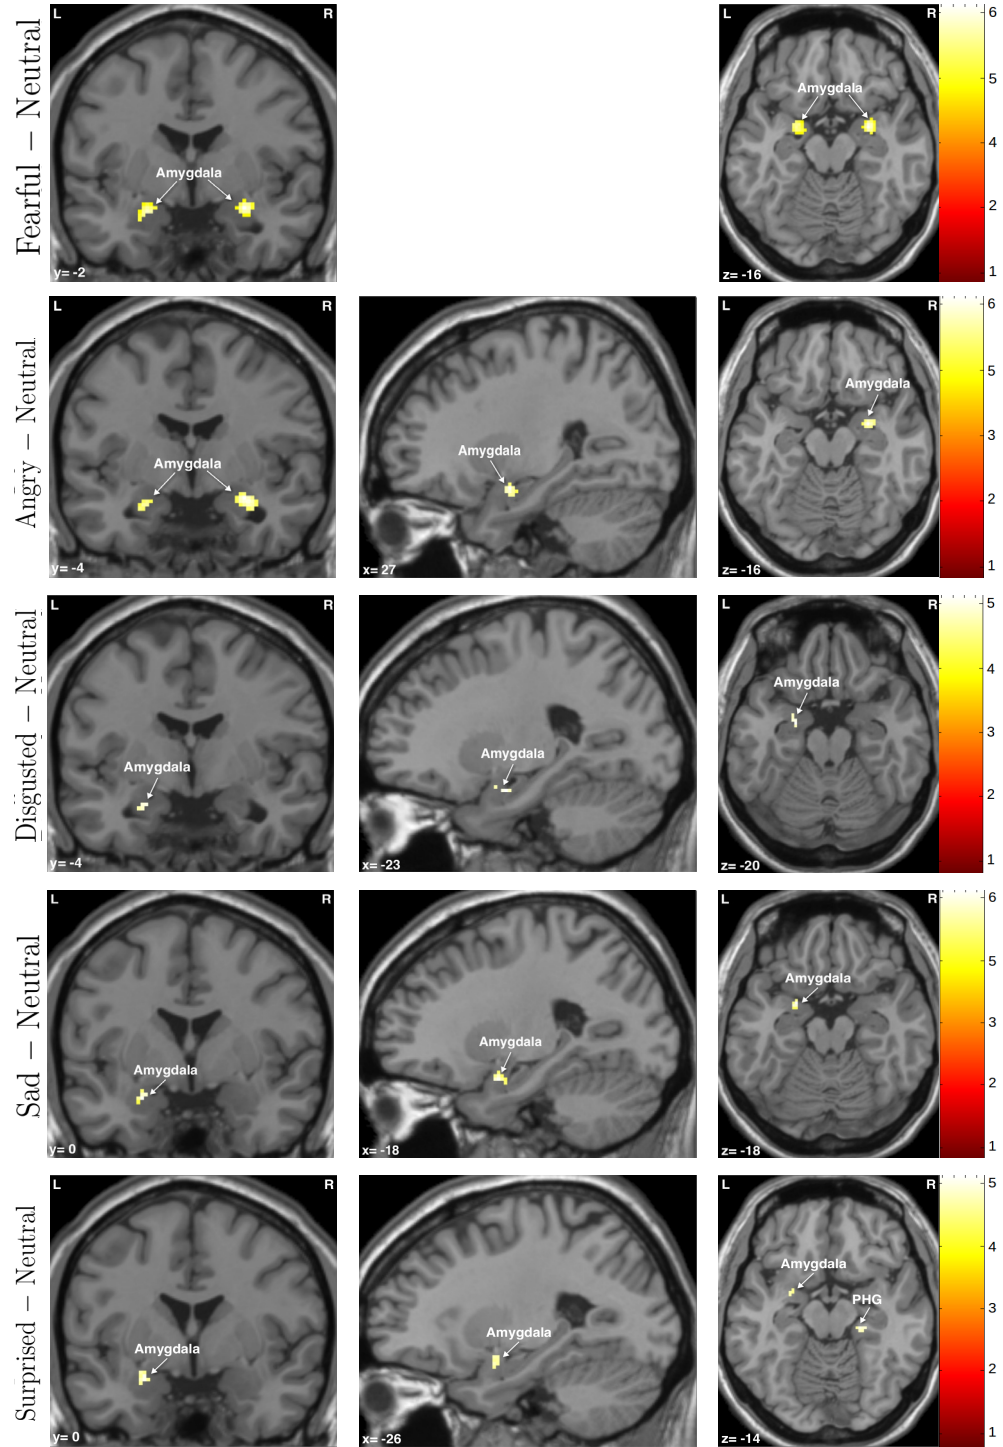 Fearful – Neutral
L R
Amygdala
y= -2
L R
Amygdala
z= -16
6
5
4
2
1
Angry – Neutral
L R
Amygdala
y= -4
Amygdala
x= 27
L R
Amygdala
z= -16
6
5
3
2
1
Disgusted – Neutral
L R
Amygdala
y= -4
Amygdala
x= -23
L R
Amygdala
z= -20
5
4
3
2
1
Sad – Neutral
L R
Amygdala
y= 0
Amygdala
x= -18
L R
Amygdala
z= -18
6
5
3
2
1
Surprised – Neutral
L R
Amygdala
y= 0
Amygdala
x= -26
L R
Amygdala
PHG
z= -14
5
4
3
2
1